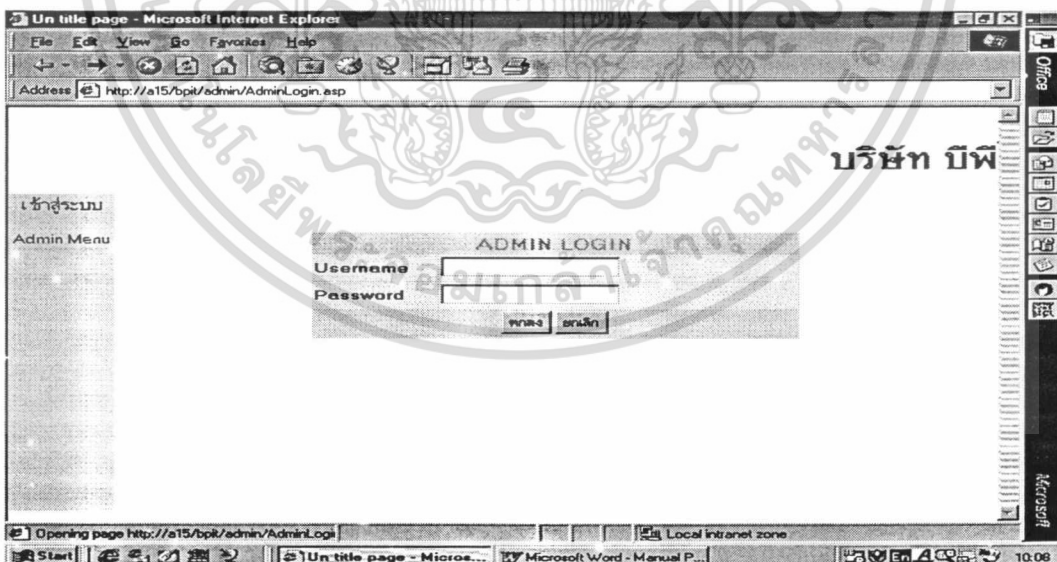 Un title page - Microsoft Internet Explorer
File Edit View Go Favorites Help
Address http://a15/bpit/admin/AdminLogin.asp
Office
บริษัท บีพี
เข้าสู่ระบบ
Admin Menu
ADMIN LOGIN
Username
Password
ตกลง ยกเลิก
Microsoft
Opening page http://a15/bpit/admin/AdminLogi
Local intranet zone
Start
Un title page - Micros...
Microsoft Word - Manual P...
En
10:08